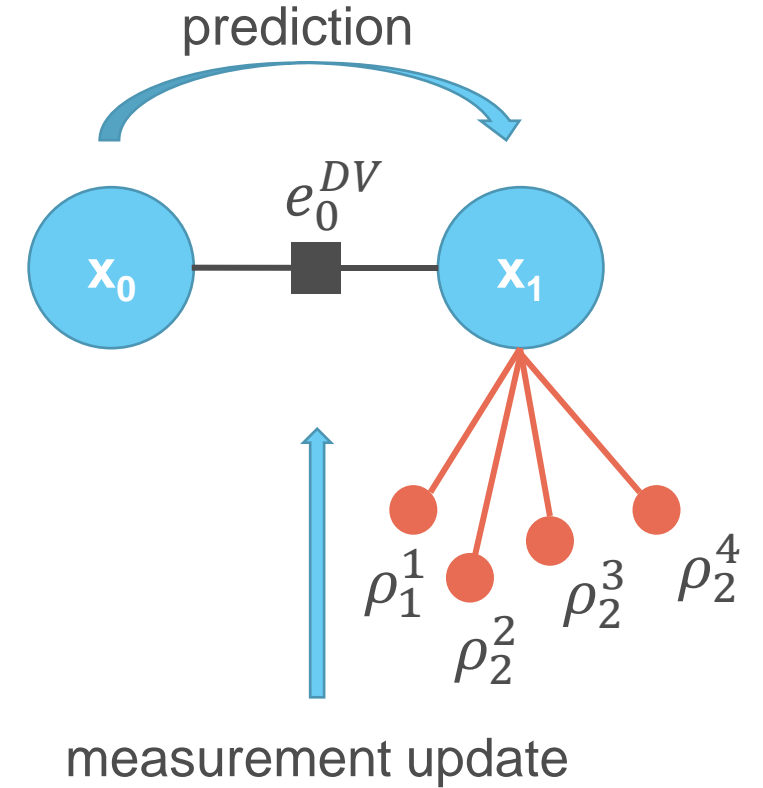 prediction
e_0^{DV}
x_0
x_1
ρ_1^1
ρ_2^2
ρ_2^3
ρ_2^4
measurement update